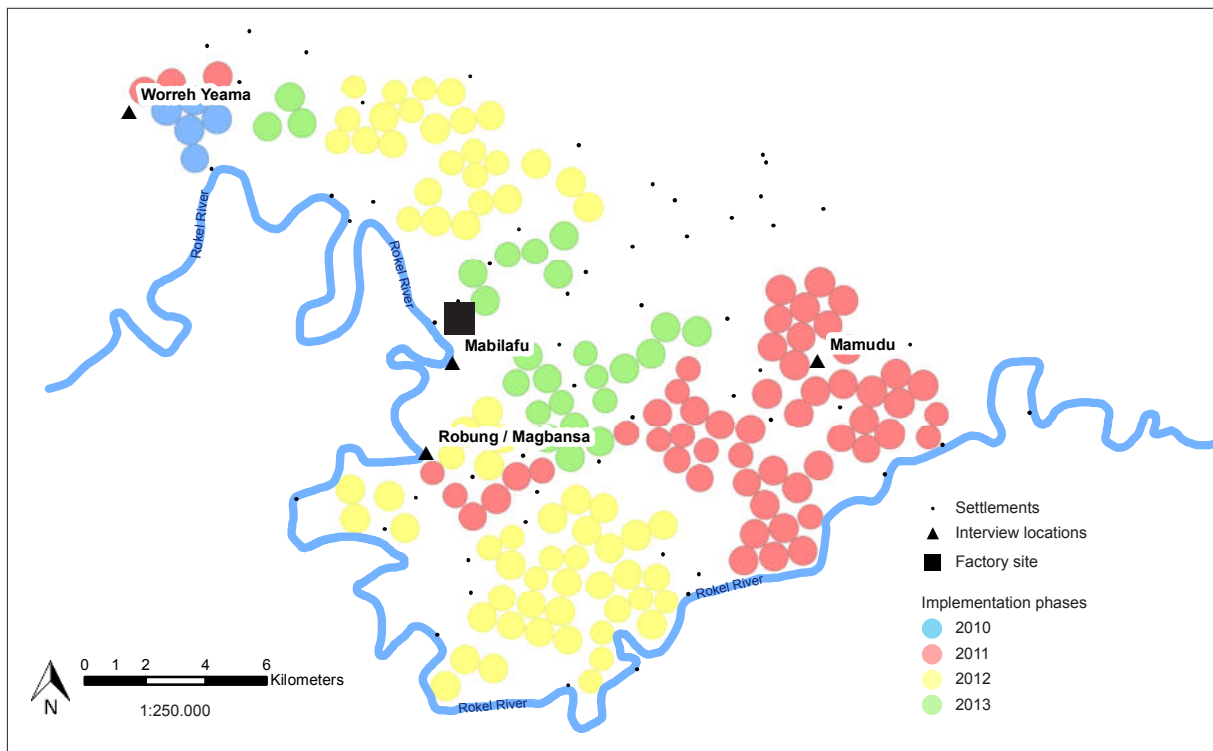 Worreh Yeama
Rokel River
Rokel River
Mabilafu
Mamudu
Robung / Magbansa
Settlements
Interview locations
Factory site
Rokel River
Implementation phases
2010
2011
2012
2013
0 1 2 4 6
Kilometers
N
1:250.000
Rokel River